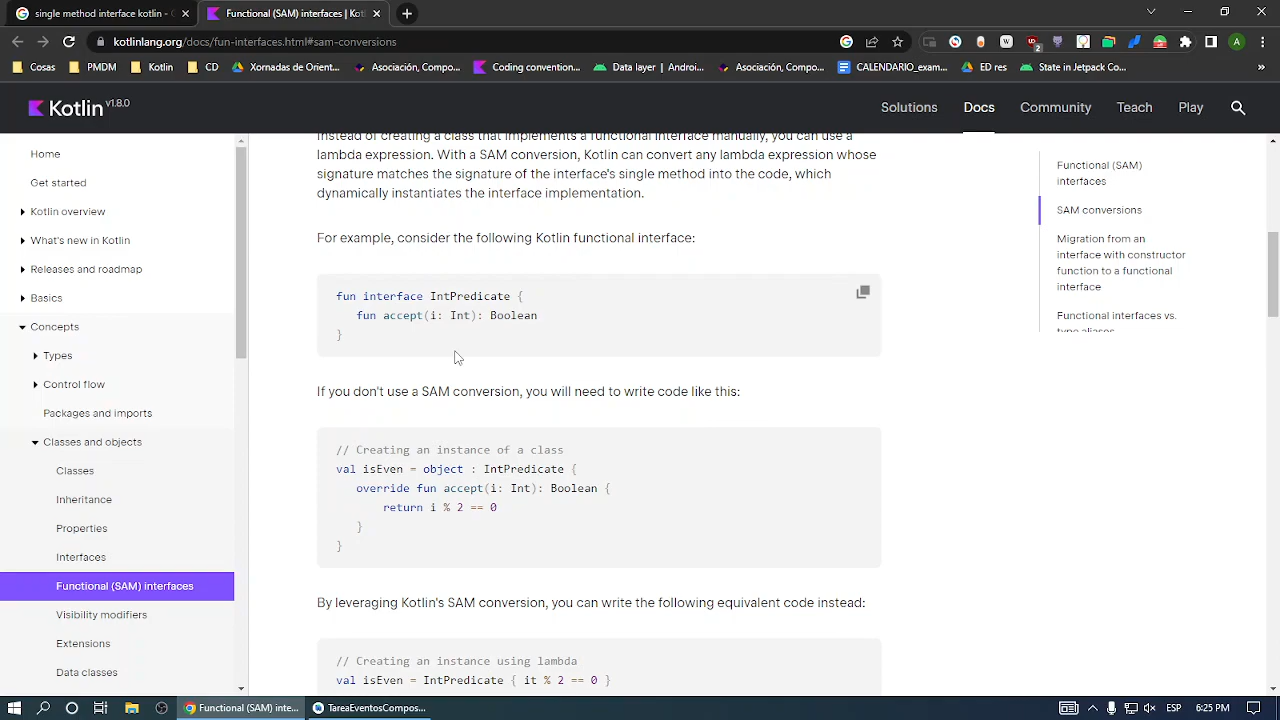 single method interface kotlin - 
Functional (SAM) interfaces | Kotl
kotlinlang.org/docs/fun-interfaces.html#sam-conversions
Cosas
PMDM
Kotlin
CD
Xornadas de Orient...
Asociación, Compo...
Coding convention...
Data layer | Androi...
Asociación, Compo...
CALENDARIO_exam...
ED res
State in Jetpack Co...
»
Kotlin v1.8.0
Solutions
Docs
Community
Teach
Play
Home
Get started
Kotlin overview
What's new in Kotlin
Releases and roadmap
Basics
Concepts
Types
Control flow
Packages and imports
Classes and objects
Classes
Inheritance
Properties
Interfaces
Functional (SAM) interfaces
Visibility modifiers
Extensions
Data classes
Instead of creating a class that implements a functional interface manually, you can use a
lambda expression. With a SAM conversion, Kotlin can convert any lambda expression whose
signature matches the signature of the interface's single method into the code, which
dynamically instantiates the interface implementation.
For example, consider the following Kotlin functional interface:
fun interface IntPredicate {
fun accept(i: Int): Boolean
}
If you don't use a SAM conversion, you will need to write code like this:
// Creating an instance of a class
val isEven = object : IntPredicate {
override fun accept(i: Int): Boolean {
return i % 2 == 0
}
}
By leveraging Kotlin's SAM conversion, you can write the following equivalent code instead:
// Creating an instance using lambda
val isEven = IntPredicate { it % 2 == 0 }
Functional (SAM)
interfaces
SAM conversions
Migration from an
interface with constructor
function to a functional
interface
Functional interfaces vs.
type aliases
Functional (SAM) inte...
TareaEventosCompos...
ESP
6:25 PM